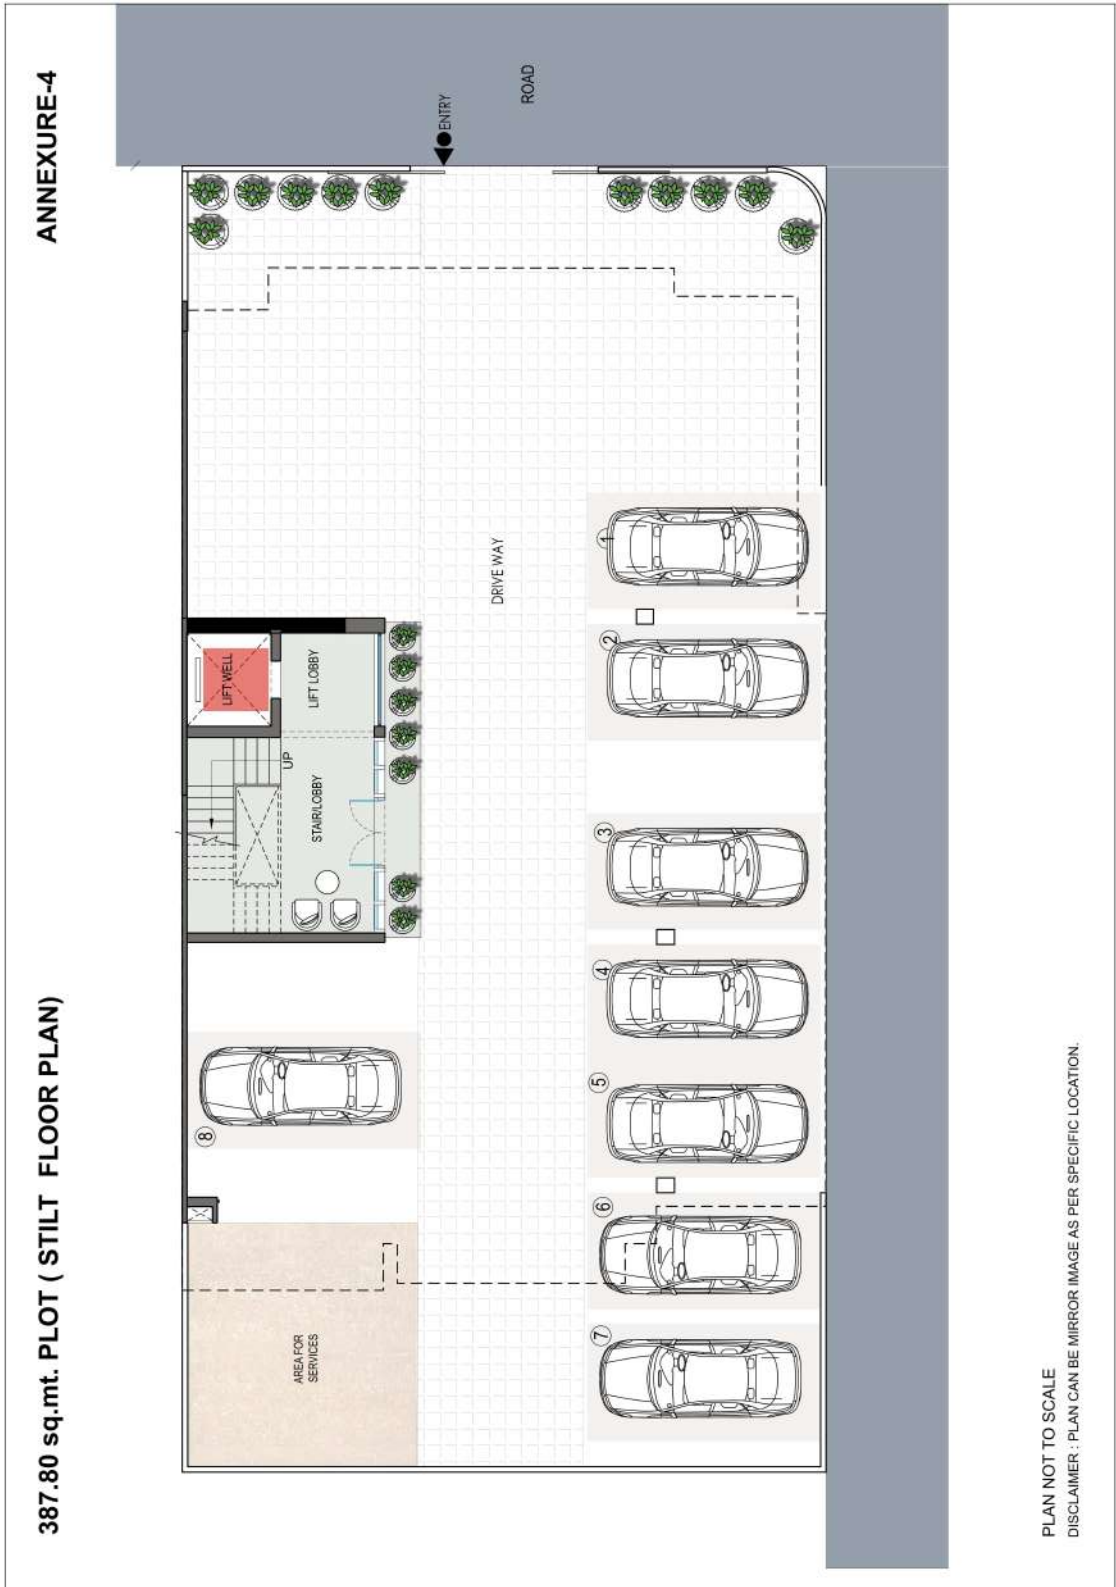 387.80 sq.mt. PLOT ( STILT FLOOR PLAN)
ANNEXURE-4
ROAD
ENTRY
DRIVE WAY
LIFT WELL
LIFT LOBBY
UP
STAIR/LOBBY
1
2
3
4
5
6
7
8
AREA FOR
SERVICES
PLAN NOT TO SCALE
DISCLAIMER : PLAN CAN BE MIRROR IMAGE AS PER SPECIFIC LOCATION.